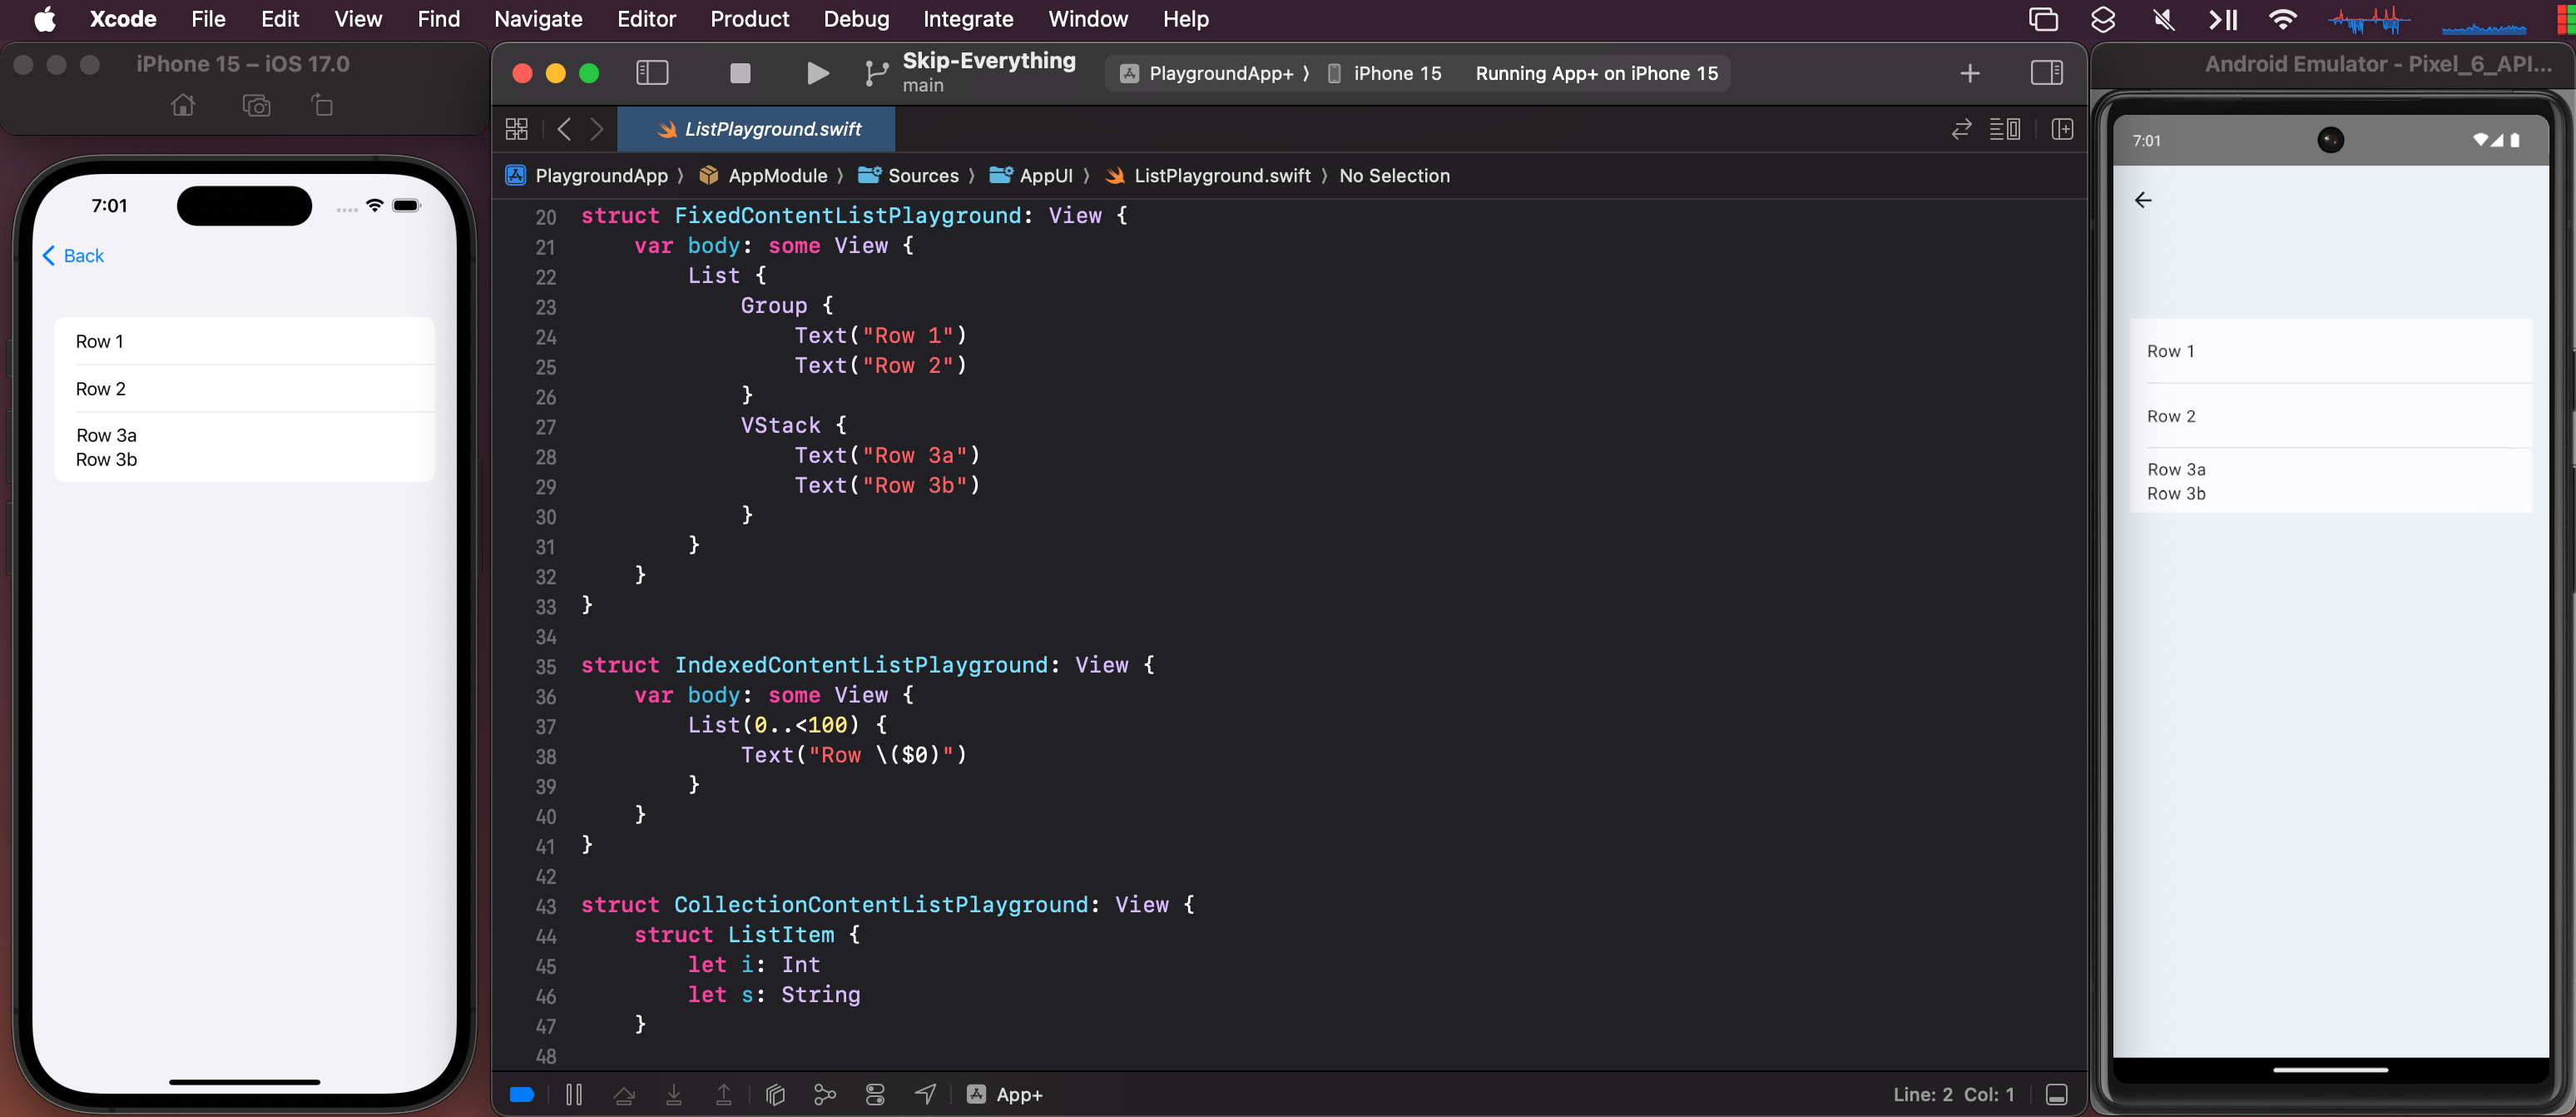 Xcode File Edit View Find Navigate Editor Product Debug Integrate Window Help
iPhone 15 – iOS 17.0
7:01
Back
Row 1
Row 2
Row 3a
Row 3b
Skip-Everything
main
PlaygroundApp+ ⟩ iPhone 15 Running App+ on iPhone 15
ListPlayground.swift
PlaygroundApp ⟩ AppModule ⟩ Sources ⟩ AppUI ⟩ ListPlayground.swift ⟩ No Selection
20 struct FixedContentListPlayground: View {
21     var body: some View {
22         List {
23             Group {
24                 Text("Row 1")
25                 Text("Row 2")
26             }
27             VStack {
28                 Text("Row 3a")
29                 Text("Row 3b")
30             }
31         }
32     }
33 }
34
35 struct IndexedContentListPlayground: View {
36     var body: some View {
37         List(0..<100) {
38             Text("Row \($0)")
39         }
40     }
41 }
42
43 struct CollectionContentListPlayground: View {
44     struct ListItem {
45         let i: Int
46         let s: String
47     }
48
App+
Line: 2 Col: 1
Android Emulator - Pixel_6_API...
7:01
Row 1
Row 2
Row 3a
Row 3b